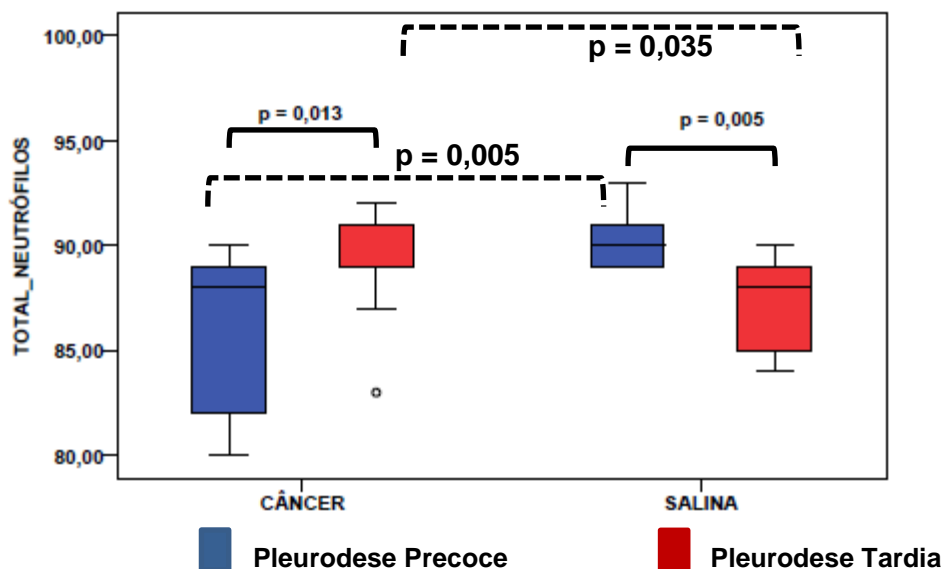 100,00
p = 0,035
p = 0,013
p = 0,005
95,00
p = 0,005
90,00
85,00
80,00
TOTAL_NEUTRÓFILOS
CÂNCER
SALINA
Pleurodese Precoce
Pleurodese Tardia